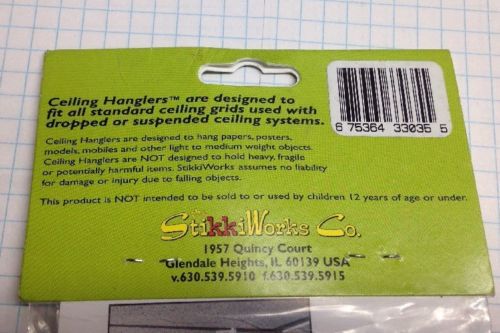 Ceiling Hanglers™ are designed to
fit all standard ceiling grids used with
dropped or suspended ceiling systems.
6 75364 33035 5
Ceiling Hanglers are designed to hang papers, posters,
models, mobiles and other light to medium weight objects.
Ceiling Hanglers are NOT designed to hold heavy, fragile
or potentially harmful items. StikkiWorks assumes no liability
for damage or injury due to falling objects.
This product is NOT intended to be sold to or used by children 12 years of age or under.
StikkiWorks Co.
1957 Quincy Court
Glendale Heights, IL 60139 USA
v.630.539.5910 f.630.539.5915